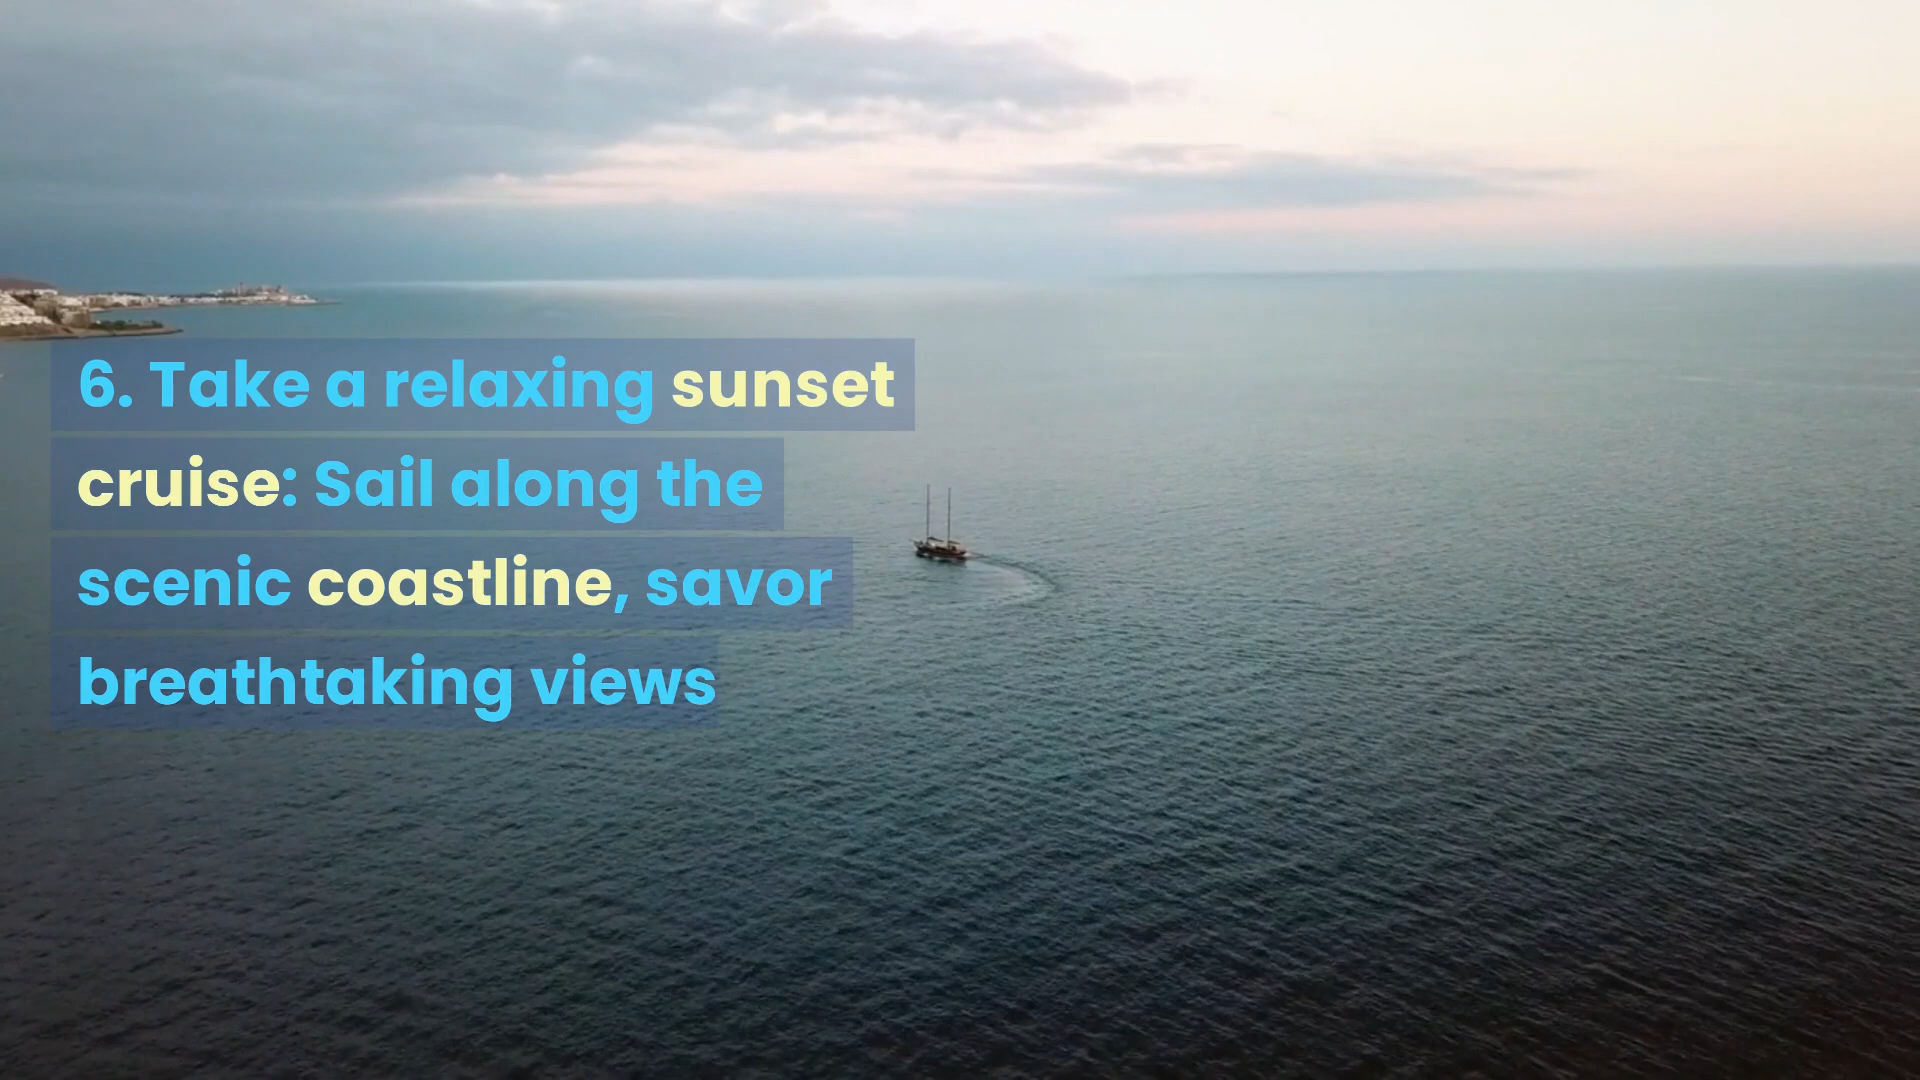 6. Take a relaxing sunset
cruise: Sail along the
scenic coastline, savor
breathtaking views